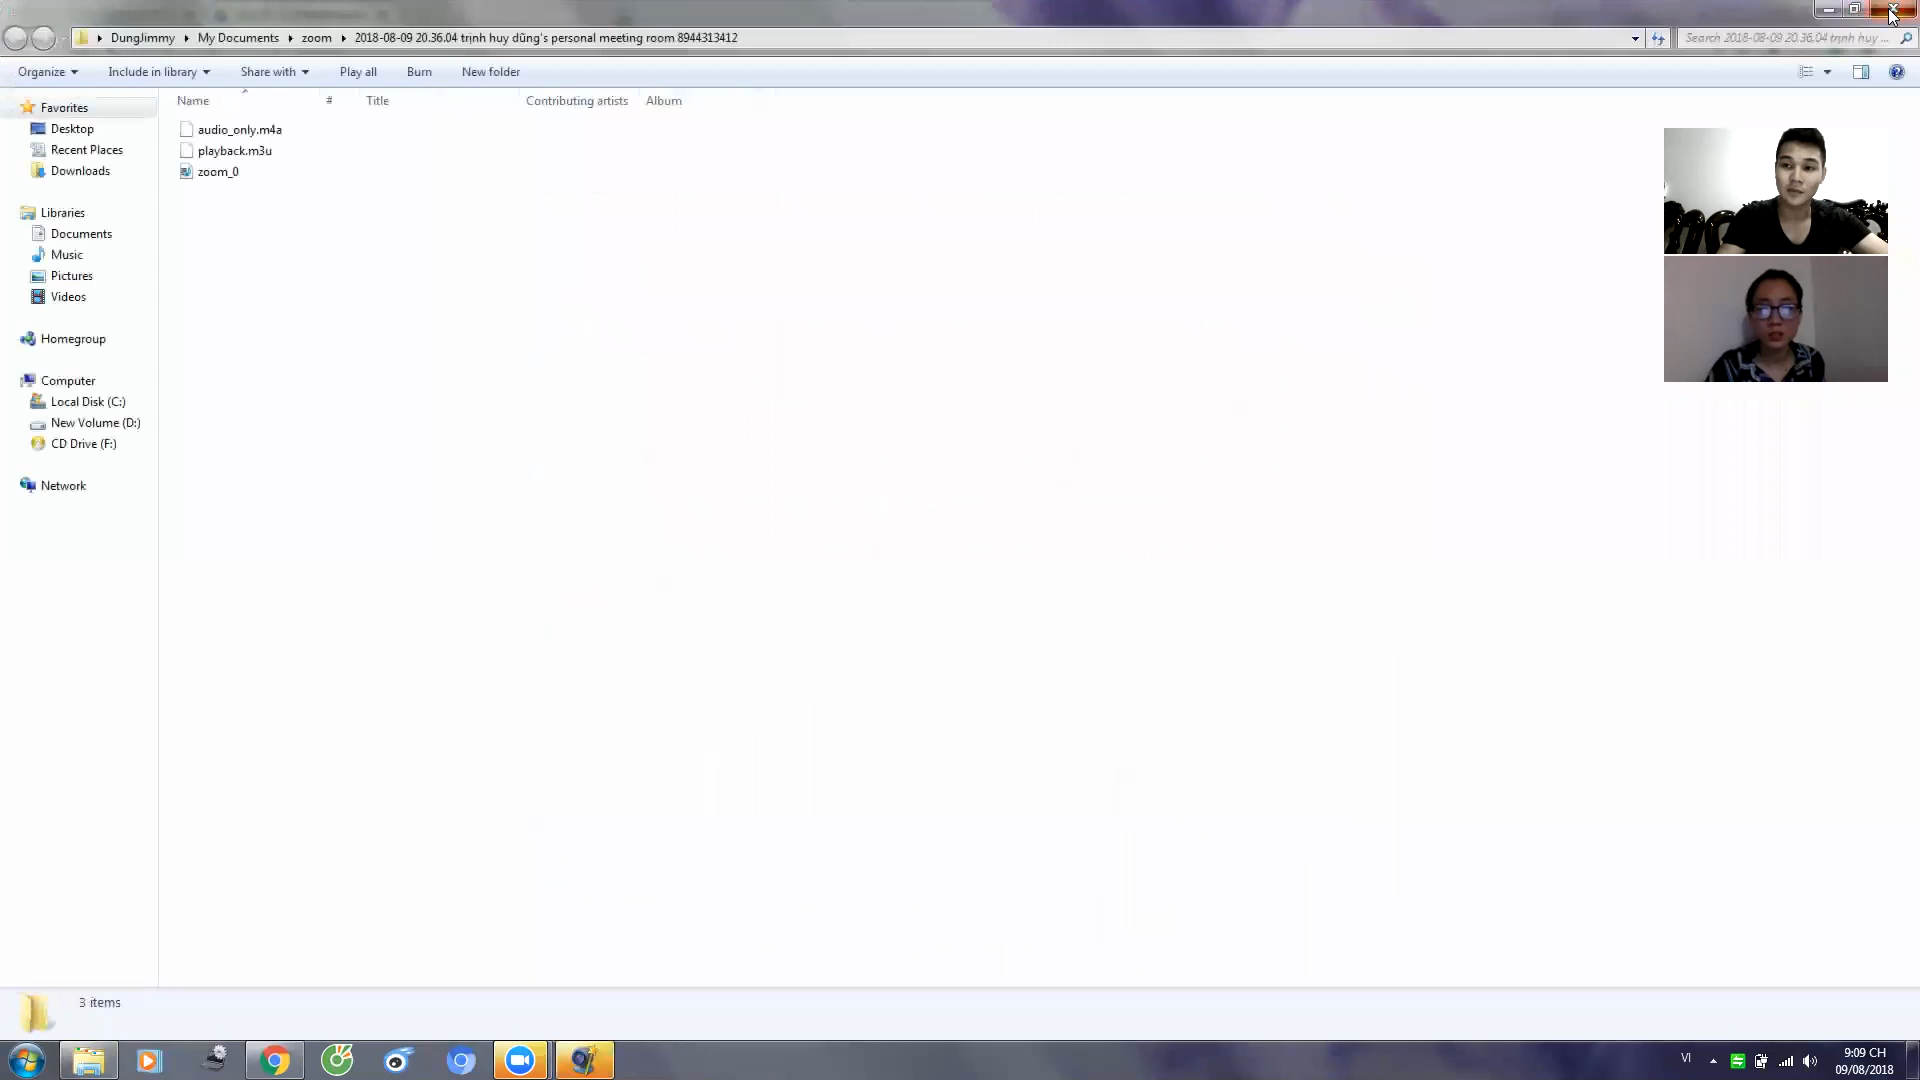 DungJimmy My Documents zoom 2018-08-09 20.36.04 trịnh huy dũng's personal meeting room 8944313412
Search 2018-08-09 20.36.04 trịnh huy ...
Organize Include in library Share with Play all Burn New folder
Name # Title Contributing artists Album
Favorites
Desktop
Recent Places
Downloads
Libraries
Documents
Music
Pictures
Videos
Homegroup
Computer
Local Disk (C:)
New Volume (D:)
CD Drive (F:)
Network
audio_only.m4a
playback.m3u
zoom_0
3 items
VI
9:09 CH
09/08/2018